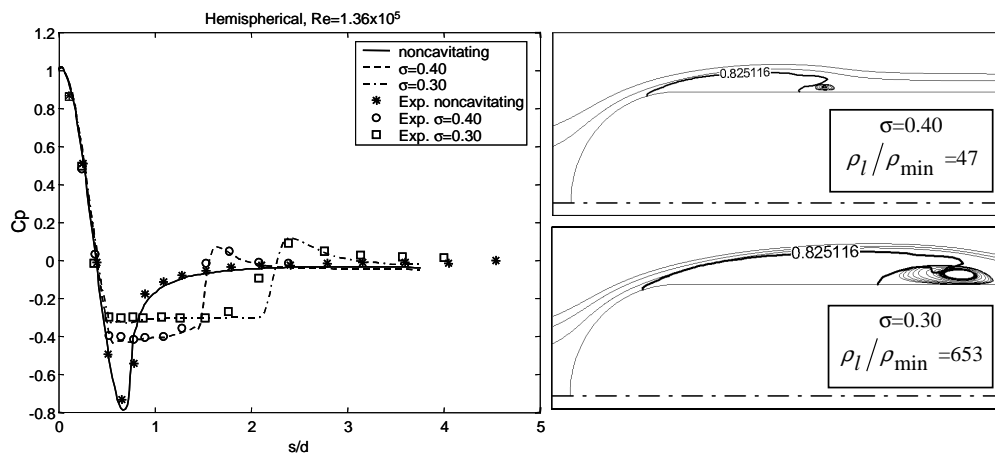 Hemispherical, Re=1.36x10⁵
Cp
1.2
1
0.8
0.6
0.4
0.2
0
-0.2
-0.4
-0.6
-0.8
0
1
2
3
4
5
s/d
noncavitating
σ=0.40
σ=0.30
Exp. noncavitating
Exp. σ=0.40
Exp. σ=0.30
0.825116
σ=0.40
ρl/ρmin =47
0.825116
σ=0.30
ρl/ρmin =653